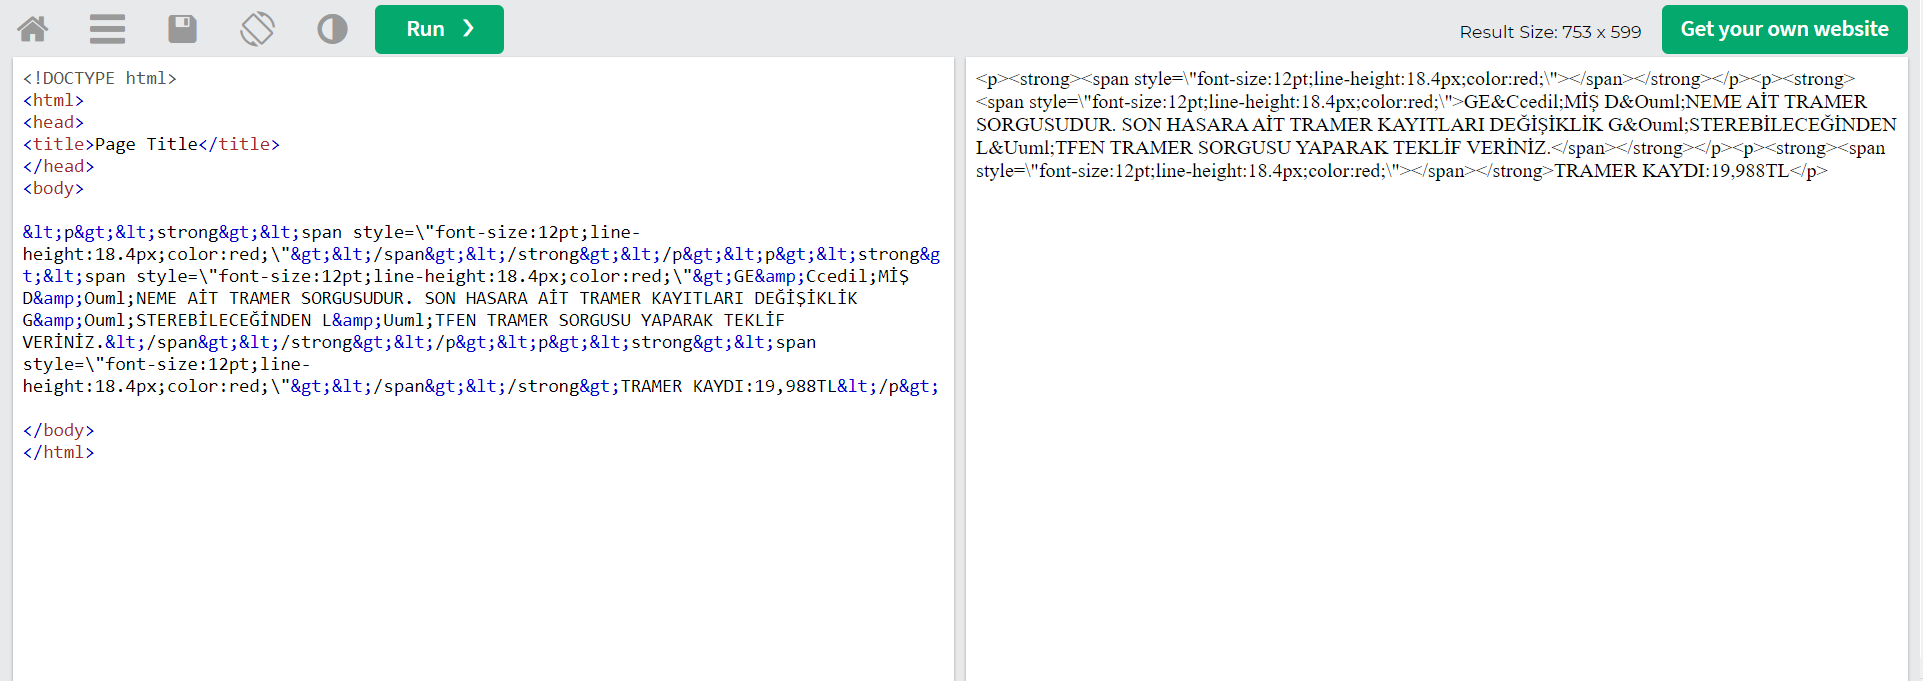 Run ❯
Result Size: 753 x 599
Get your own website
<!DOCTYPE html>
<html>
<head>
<title>Page Title</title>
</head>
<body>
&lt;p&gt;&lt;strong&gt;&lt;span style=\"font-size:12pt;line-
height:18.4px;color:red;\"&gt;&lt;/span&gt;&lt;/strong&gt;&lt;/p&gt;&lt;p&gt;&lt;strong&g
t;&lt;span style=\"font-size:12pt;line-height:18.4px;color:red;\"&gt;GE&amp;Ccedil;MİŞ
D&amp;Ouml;NEME AİT TRAMER SORGUSUDUR. SON HASARA AİT TRAMER KAYITLARI DEĞİŞİKLİK
G&amp;Ouml;STEREBİLECEĞİNDEN L&amp;Uuml;TFEN TRAMER SORGUSU YAPARAK TEKLİF
VERİNİZ.&lt;/span&gt;&lt;/strong&gt;&lt;/p&gt;&lt;p&gt;&lt;strong&gt;&lt;span
style=\"font-size:12pt;line-
height:18.4px;color:red;\"&gt;&lt;/span&gt;&lt;/strong&gt;TRAMER KAYDI:19,988TL&lt;/p&gt;
</body>
</html>
<p><strong><span style=\"font-size:12pt;line-height:18.4px;color:red;\"></span></strong></p><p><strong>
<span style=\"font-size:12pt;line-height:18.4px;color:red;\">GE&Ccedil;MİŞ D&Ouml;NEME AİT TRAMER
SORGUSUDUR. SON HASARA AİT TRAMER KAYITLARI DEĞİŞİKLİK G&Ouml;STEREBİLECEĞİNDEN
L&Uuml;TFEN TRAMER SORGUSU YAPARAK TEKLİF VERİNİZ.</span></strong></p><p><strong><span
style=\"font-size:12pt;line-height:18.4px;color:red;\"></span></strong>TRAMER KAYDI:19,988TL</p>